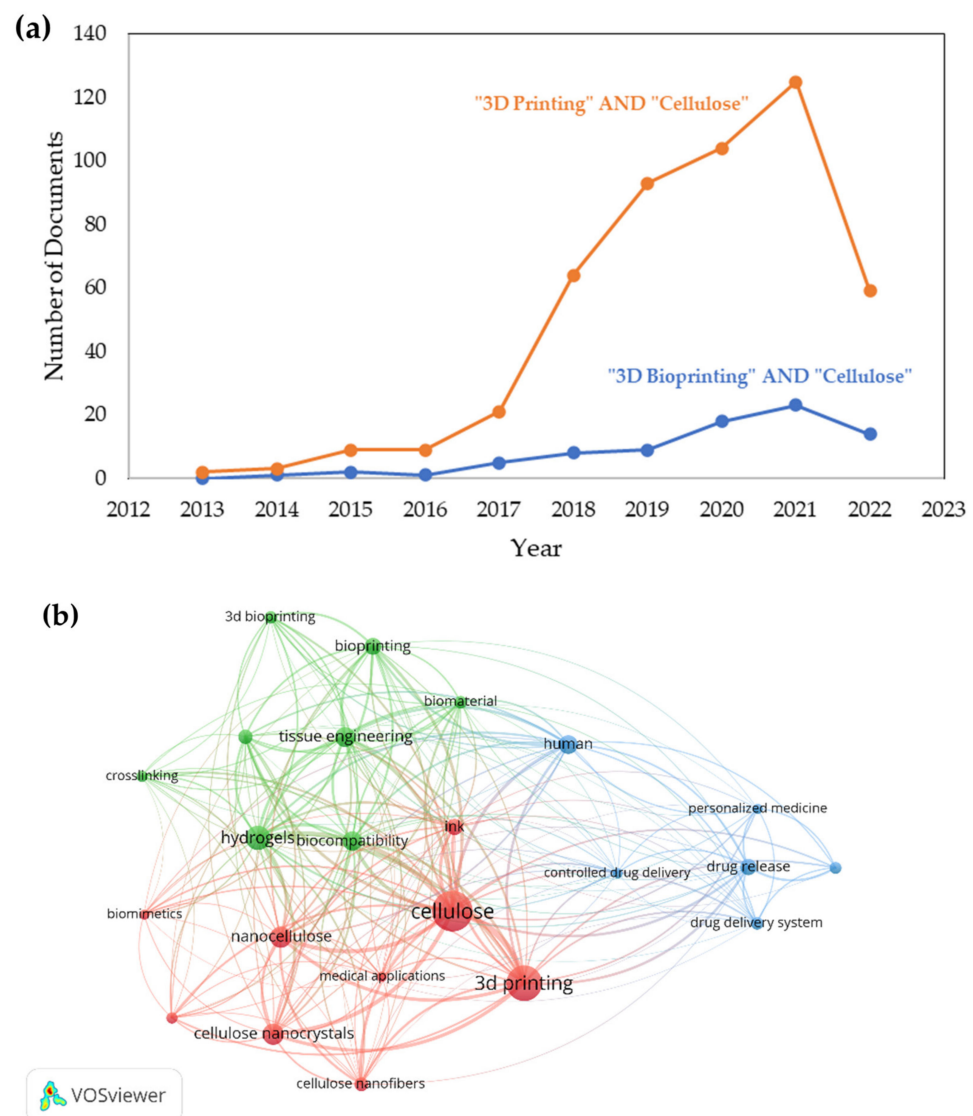 (a)
140
120
100
80
60
40
20
0
Number of Documents
"3D Printing" AND "Cellulose"
"3D Bioprinting" AND "Cellulose"
2012 2013 2014 2015 2016 2017 2018 2019 2020 2021 2022 2023
Year
(b)
3d bioprinting
bioprinting
biomaterial
tissue engineering
human
crosslinking
personalized medicine
ink
hydrogels
biocompatibility
drug release
controlled drug delivery
cellulose
biomimetics
drug delivery system
nanocellulose
medical applications
3d printing
cellulose nanocrystals
cellulose nanofibers
VOSviewer